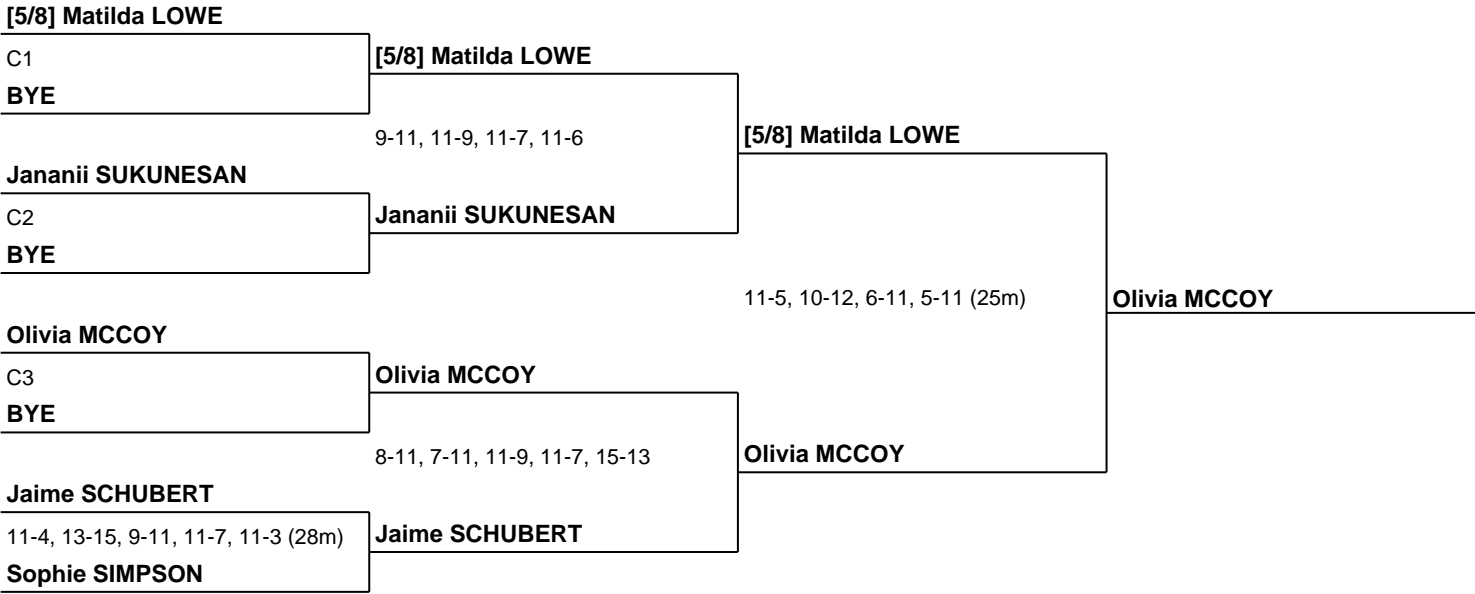 [5/8] Matilda LOWE
C1
BYE
[5/8] Matilda LOWE
9-11, 11-9, 11-7, 11-6
[5/8] Matilda LOWE
Jananii SUKUNESAN
C2
BYE
Jananii SUKUNESAN
11-5, 10-12, 6-11, 5-11 (25m)
Olivia MCCOY
Olivia MCCOY
C3
BYE
Olivia MCCOY
8-11, 7-11, 11-9, 11-7, 15-13
Olivia MCCOY
Jaime SCHUBERT
11-4, 13-15, 9-11, 11-7, 11-3 (28m)
Sophie SIMPSON
Jaime SCHUBERT